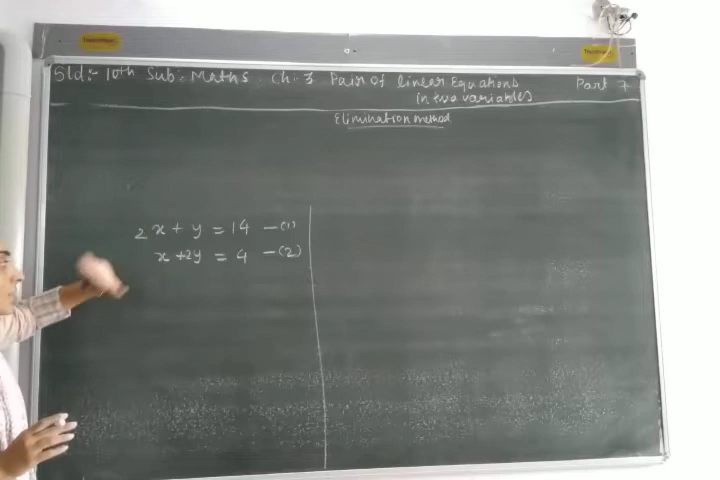 Std:- 10th Sub:- Maths. Ch:3 Pair of linear Equations
in two variables
Part 7
Elimination method
2x + y = 14 —(1)
x + 2y = 4 —(2)